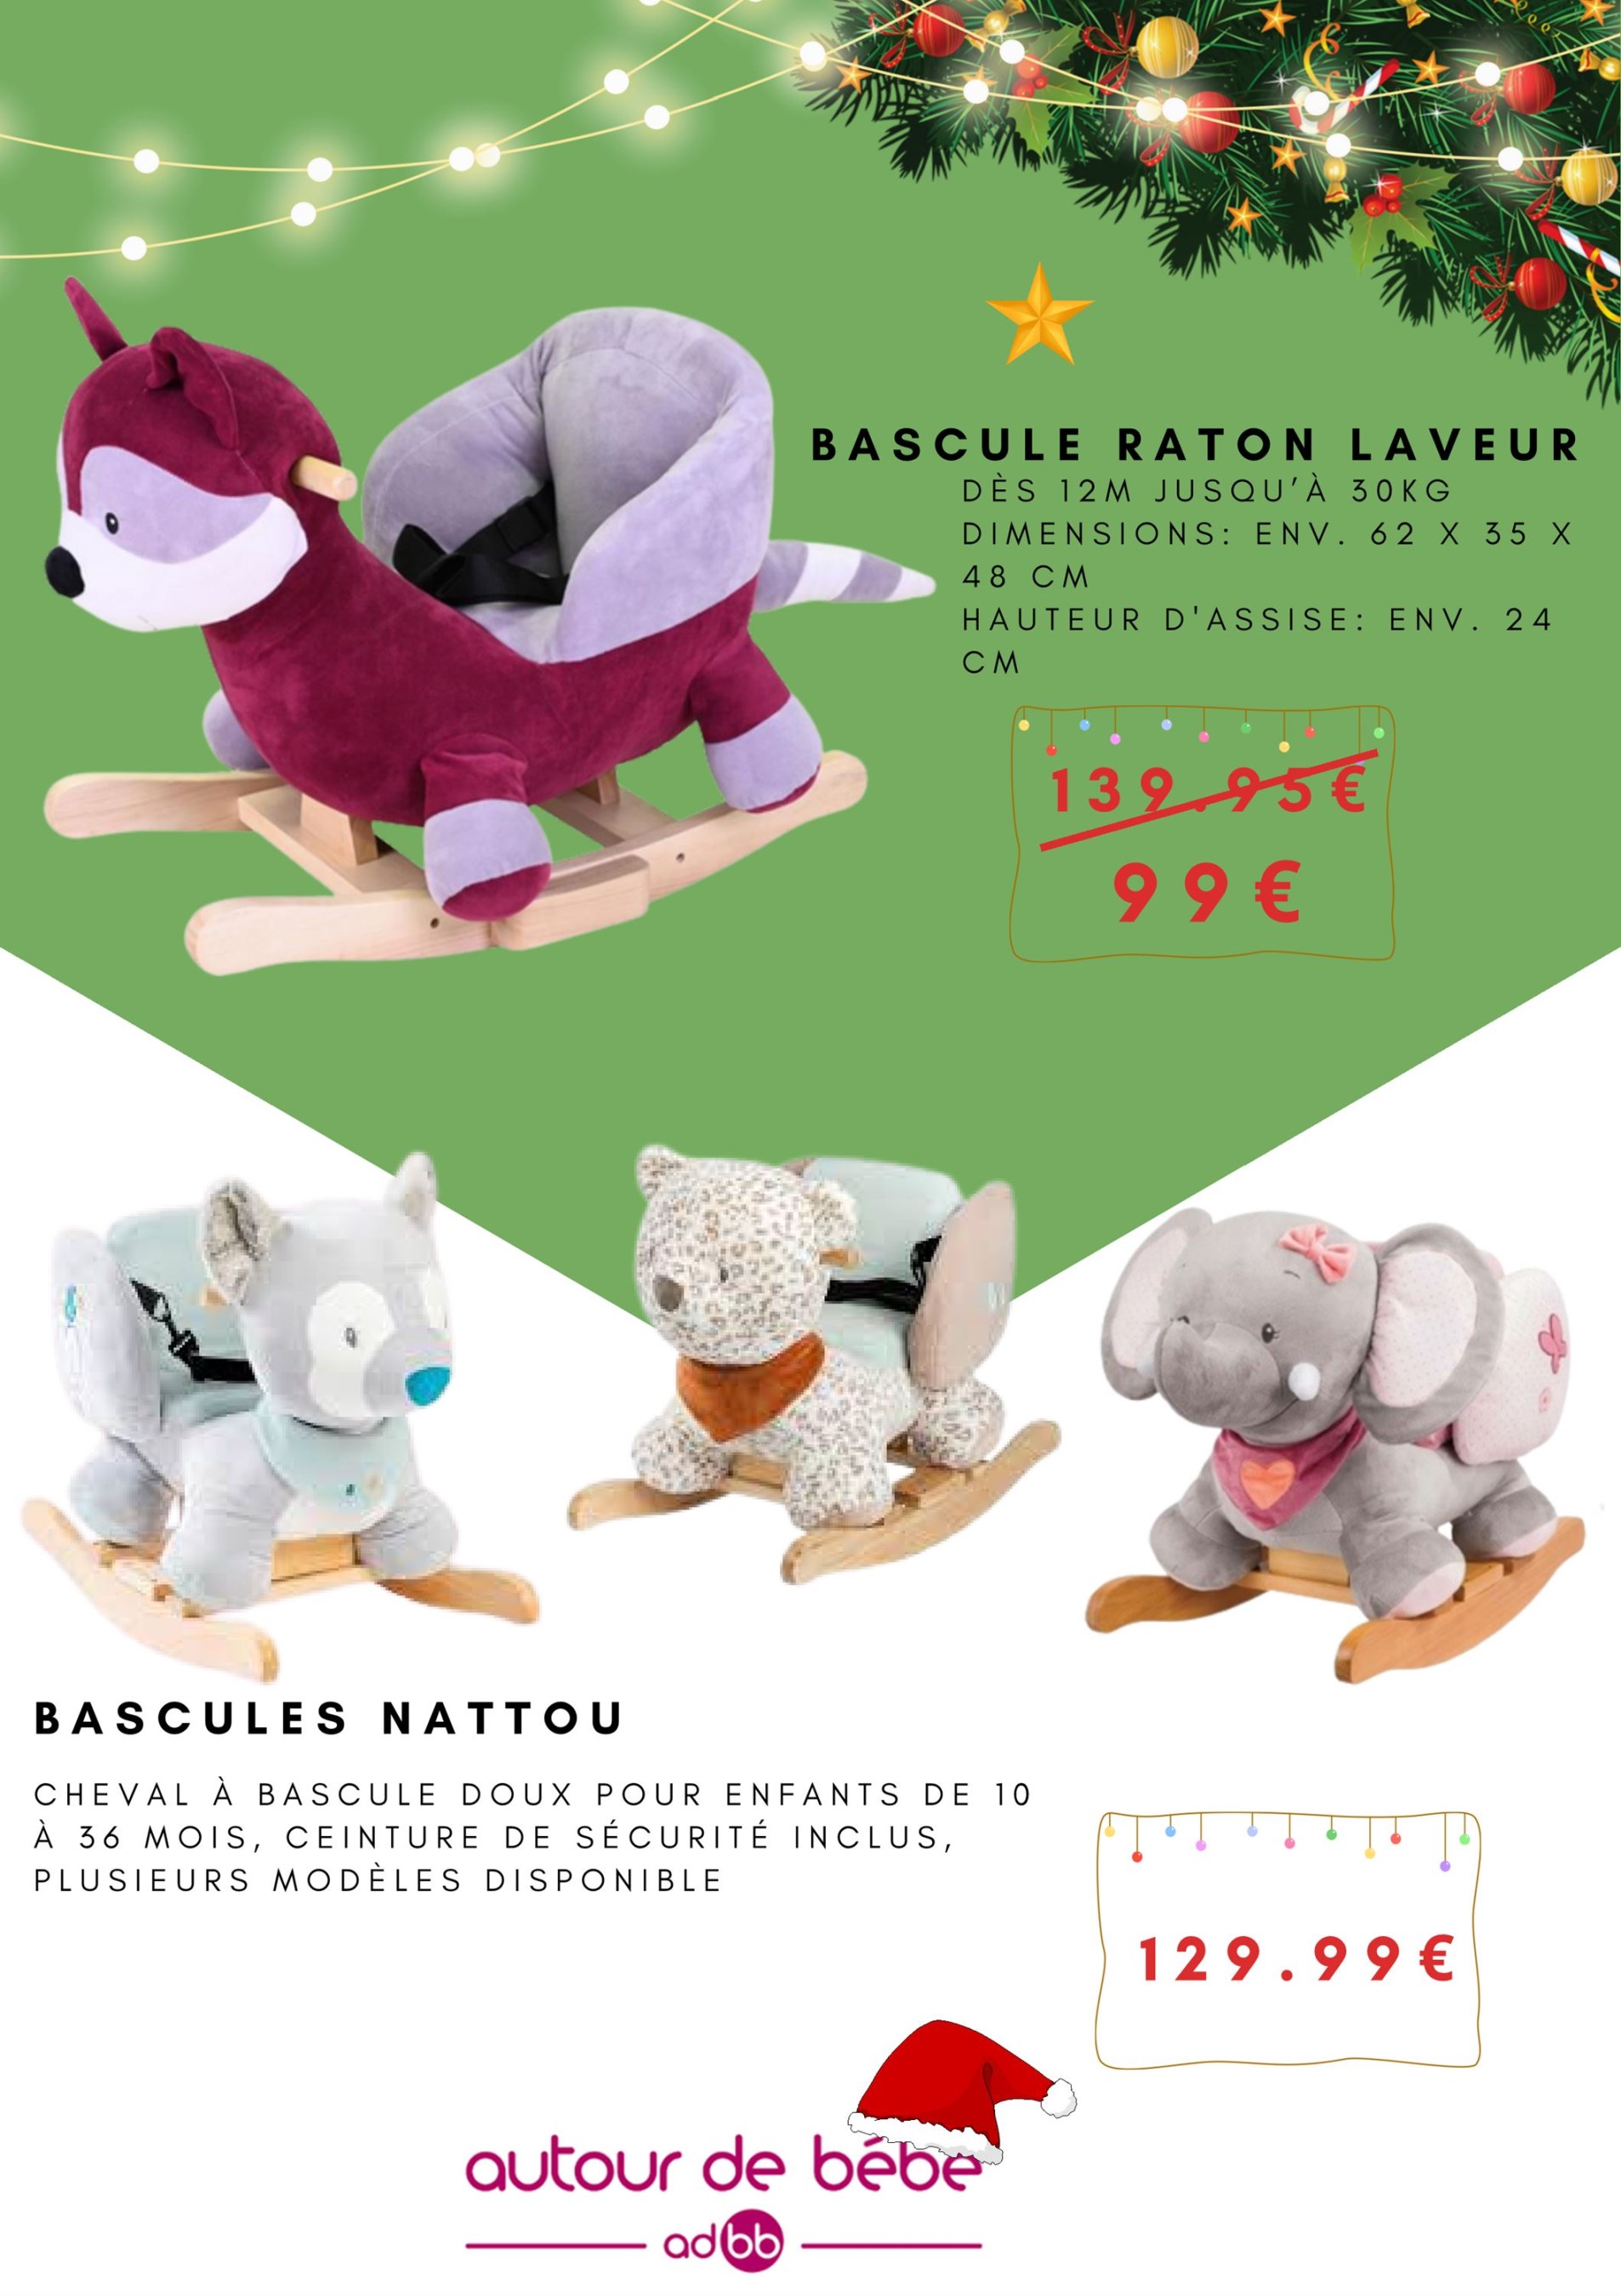 BASCULE RATON LAVEUR
DÈS 12M JUSQU'À 30KG
DIMENSIONS: ENV. 62 X 35 X
48 CM
HAUTEUR D'ASSISE: ENV. 24
CM
139.95€
99€
BASCULES NATTOU
CHEVAL À BASCULE DOUX POUR ENFANTS DE 10
À 36 MOIS, CEINTURE DE SÉCURITÉ INCLUS,
PLUSIEURS MODÈLES DISPONIBLE
129.99€
autour de bébé
adbb